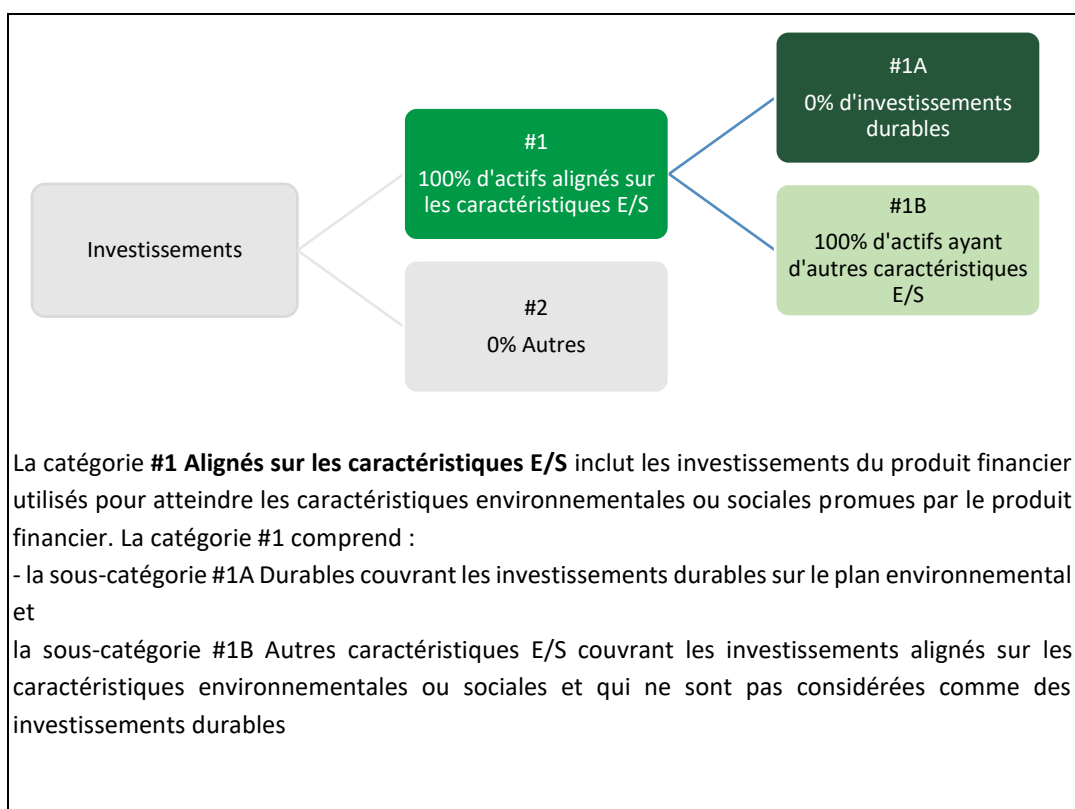 #1A
0% d'investissements
durables
#1
100% d'actifs alignés sur
les caractéristiques E/S
Investissements
#1B
100% d'actifs ayant
d'autres caractéristiques
E/S
#2
0% Autres
La catégorie #1 Alignés sur les caractéristiques E/S inclut les investissements du produit financier
utilisés pour atteindre les caractéristiques environnementales ou sociales promues par le produit
financier. La catégorie #1 comprend :
- la sous-catégorie #1A Durables couvrant les investissements durables sur le plan environnemental
et
la sous-catégorie #1B Autres caractéristiques E/S couvrant les investissements alignés sur les
caractéristiques environnementales ou sociales et qui ne sont pas considérées comme des
investissements durables